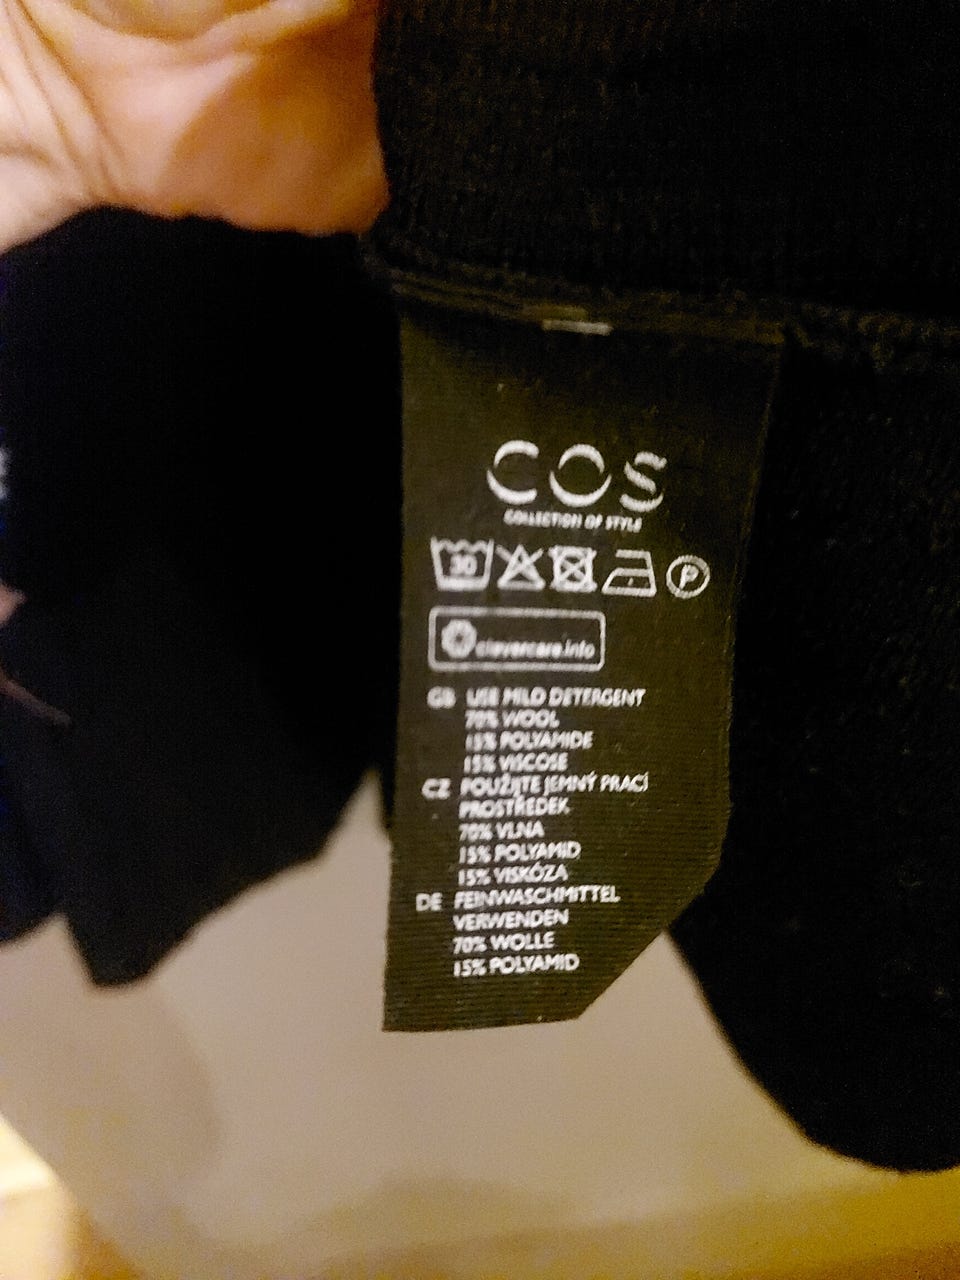 COS
COLLECTION OF STYLE
30 P
clevercare.info
GB USE MILD DETERGENT
70% WOOL
15% POLYAMIDE
15% VISCOSE
CZ POUŽIJTE JEMNÝ PRACÍ
PROSTŘEDEK
70% VLNA
15% POLYAMID
15% VISKÓZA
DE FEINWASCHMITTEL
VERWENDEN
70% WOLLE
15% POLYAMID